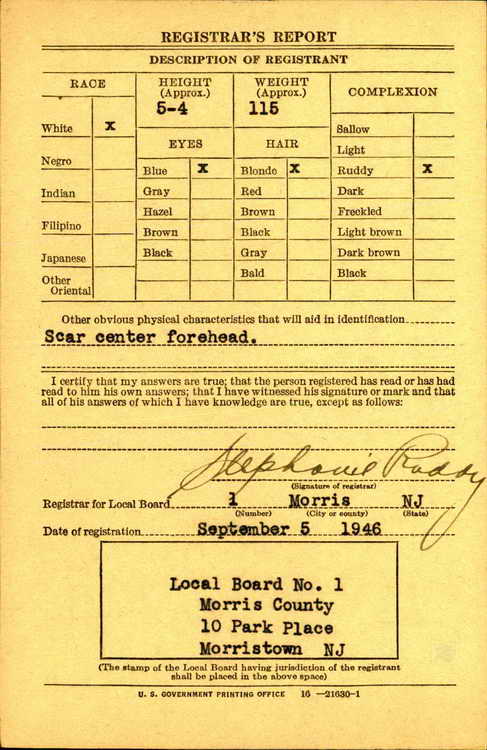 REGISTRAR'S REPORT
DESCRIPTION OF REGISTRANT
RACE
HEIGHT
(Approx.)
WEIGHT
(Approx.)
COMPLEXION
5-4
115
White X
Sallow
EYES
HAIR
Light
Negro
Blue X
Blonde X
Ruddy X
Indian
Gray
Red
Dark
Hazel
Brown
Freckled
Filipino
Brown
Black
Light brown
Japanese
Black
Gray
Dark brown
Other
Oriental
Bald
Black
Other obvious physical characteristics that will aid in identification
Scar center forehead.
I certify that my answers are true; that the person registered has read or has had
read to him his own answers; that I have witnessed his signature or mark and that
all of his answers of which I have knowledge are true, except as follows:
Stephanie Ruddy
(Signature of registrar)
Registrar for Local Board 1 Morris NJ
(Number) (City or county) (State)
Date of registration September 5 1946
Local Board No. 1
Morris County
10 Park Place
Morristown NJ
(The stamp of the Local Board having jurisdiction of the registrant
shall be placed in the above space)
U. S. GOVERNMENT PRINTING OFFICE 16—21630-1